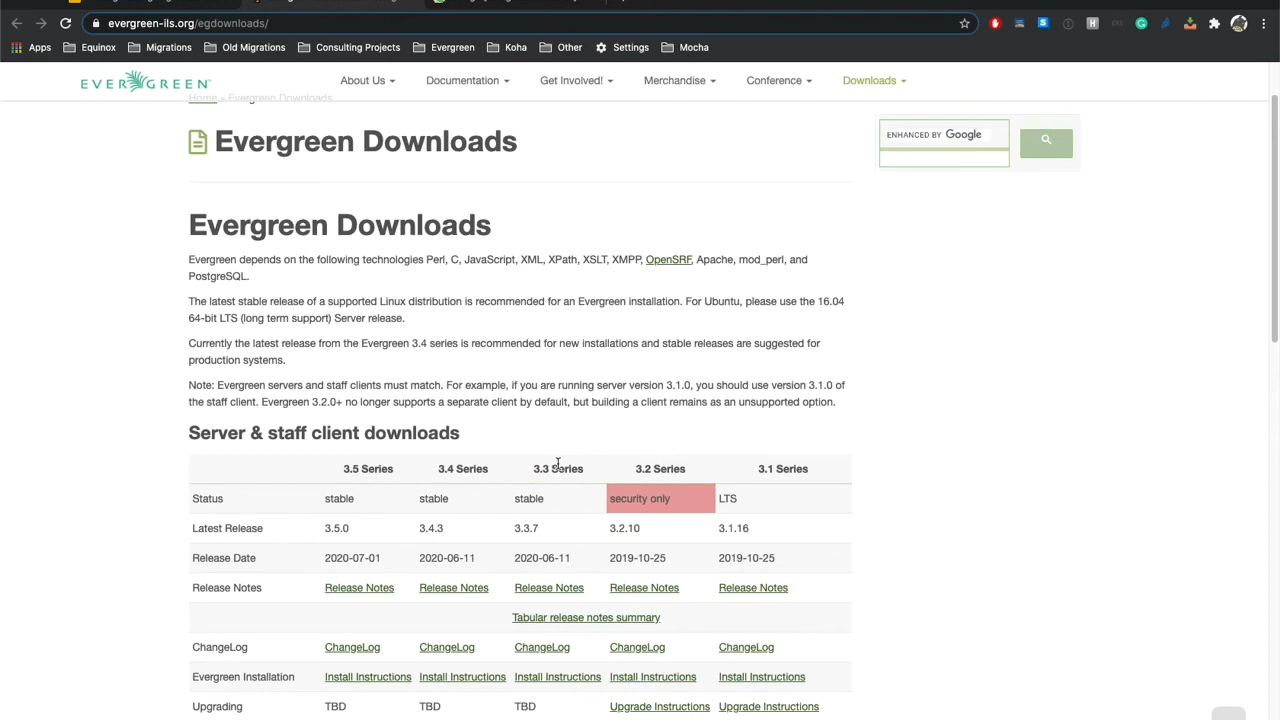 evergreen-ils.org/egdownloads/
Apps Equinox Migrations Old Migrations Consulting Projects Evergreen Koha Other Settings Mocha
EVERGREEN About Us Documentation Get Involved! Merchandise Conference Downloads
Home » Evergreen Downloads
Evergreen Downloads
ENHANCED BY Google
Evergreen Downloads
Evergreen depends on the following technologies Perl, C, JavaScript, XML, XPath, XSLT, XMPP, OpenSRF, Apache, mod_perl, and
PostgreSQL.
The latest stable release of a supported Linux distribution is recommended for an Evergreen installation. For Ubuntu, please use the 16.04
64-bit LTS (long term support) Server release.
Currently the latest release from the Evergreen 3.4 series is recommended for new installations and stable releases are suggested for
production systems.
Note: Evergreen servers and staff clients must match. For example, if you are running server version 3.1.0, you should use version 3.1.0 of
the staff client. Evergreen 3.2.0+ no longer supports a separate client by default, but building a client remains as an unsupported option.
Server & staff client downloads
3.5 Series 3.4 Series 3.3 Series 3.2 Series 3.1 Series
Status stable stable stable security only LTS
Latest Release 3.5.0 3.4.3 3.3.7 3.2.10 3.1.16
Release Date 2020-07-01 2020-06-11 2020-06-11 2019-10-25 2019-10-25
Release Notes Release Notes Release Notes Release Notes Release Notes Release Notes
Tabular release notes summary
ChangeLog ChangeLog ChangeLog ChangeLog ChangeLog ChangeLog
Evergreen Installation Install Instructions Install Instructions Install Instructions Install Instructions Install Instructions
Upgrading TBD TBD TBD Upgrade Instructions Upgrade Instructions